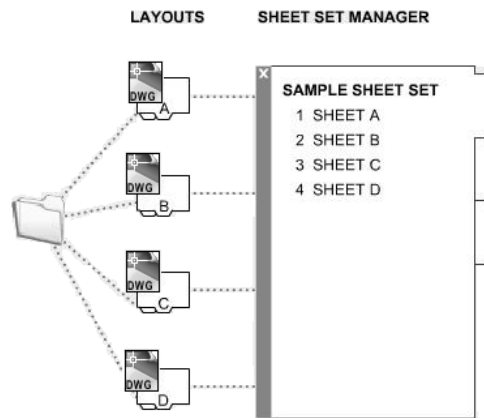 LAYOUTS
SHEET SET MANAGER
X
SAMPLE SHEET SET
1 SHEET A
2 SHEET B
3 SHEET C
4 SHEET D
DWG
A
DWG
B
DWG
C
DWG
D